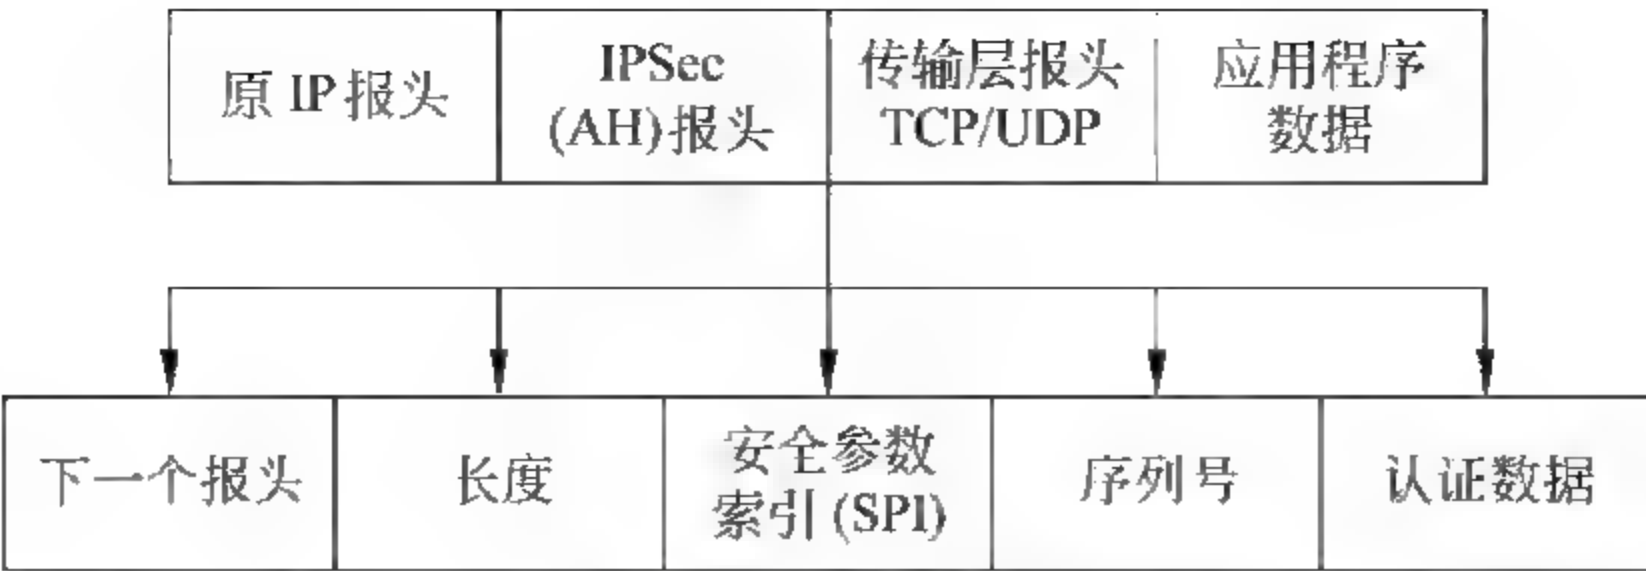 原 IP 报头
IPSec
(AH)报头
传输层报头
TCP/UDP
应用程序
数据
下一个报头
长度
安全参数
索引(SPI)
序列号
认证数据